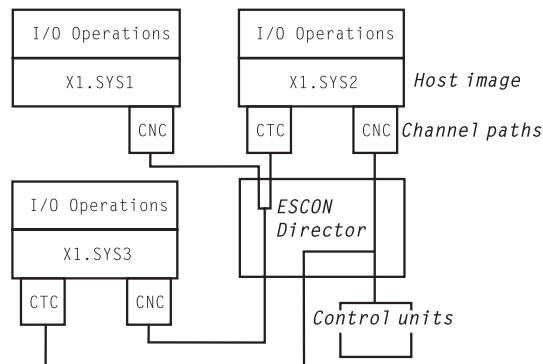 I/O Operations
X1.SYS1
CNC
I/O Operations
X1.SYS2
Host image
CTC
CNC
Channel paths
I/O Operations
X1.SYS3
CTC
CNC
ESCON
Director
Control units